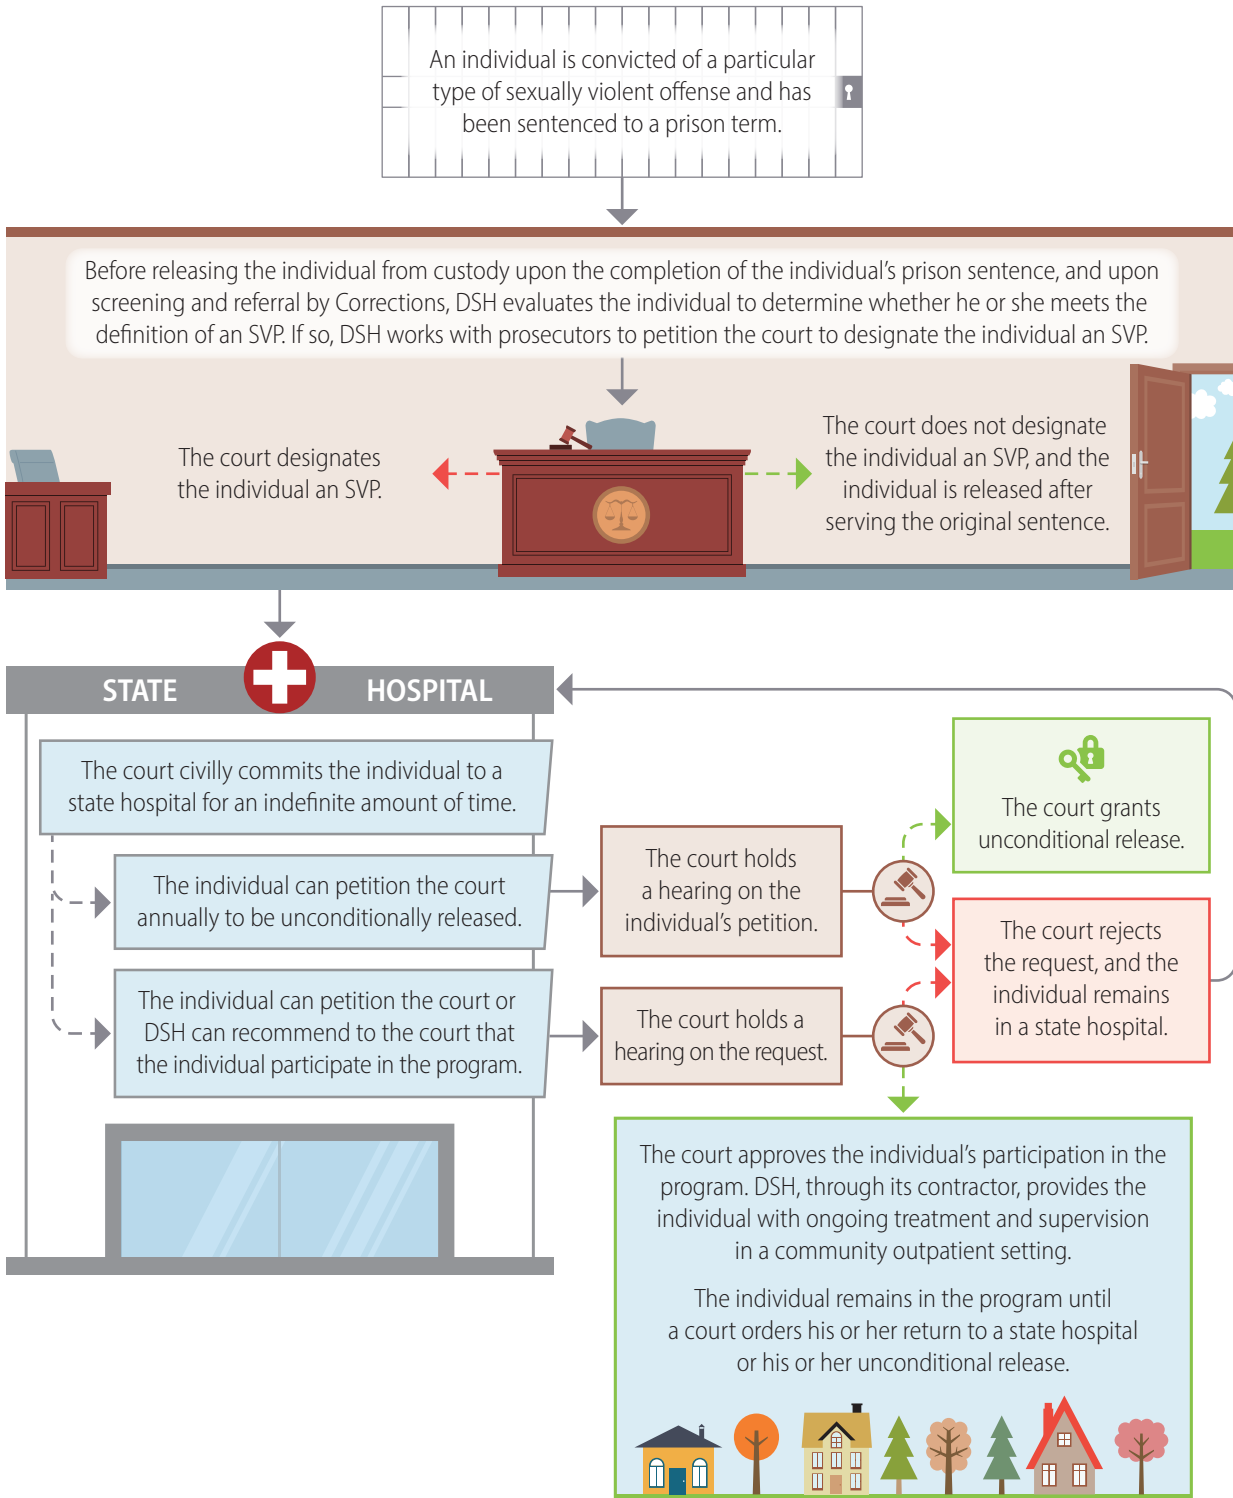 An individual is convicted of a particular
type of sexually violent offense and has
been sentenced to a prison term.
Before releasing the individual from custody upon the completion of the individual’s prison sentence, and upon
screening and referral by Corrections, DSH evaluates the individual to determine whether he or she meets the
definition of an SVP. If so, DSH works with prosecutors to petition the court to designate the individual an SVP.
The court designates
the individual an SVP.
The court does not designate
the individual an SVP, and the
individual is released after
serving the original sentence.
STATE HOSPITAL
The court civilly commits the individual to a
state hospital for an indefinite amount of time.
The individual can petition the court
annually to be unconditionally released.
The individual can petition the court or
DSH can recommend to the court that
the individual participate in the program.
The court holds
a hearing on the
individual’s petition.
The court holds a
hearing on the request.
The court grants
unconditional release.
The court rejects
the request, and the
individual remains
in a state hospital.
The court approves the individual’s participation in the
program. DSH, through its contractor, provides the
individual with ongoing treatment and supervision
in a community outpatient setting.
The individual remains in the program until
a court orders his or her return to a state hospital
or his or her unconditional release.